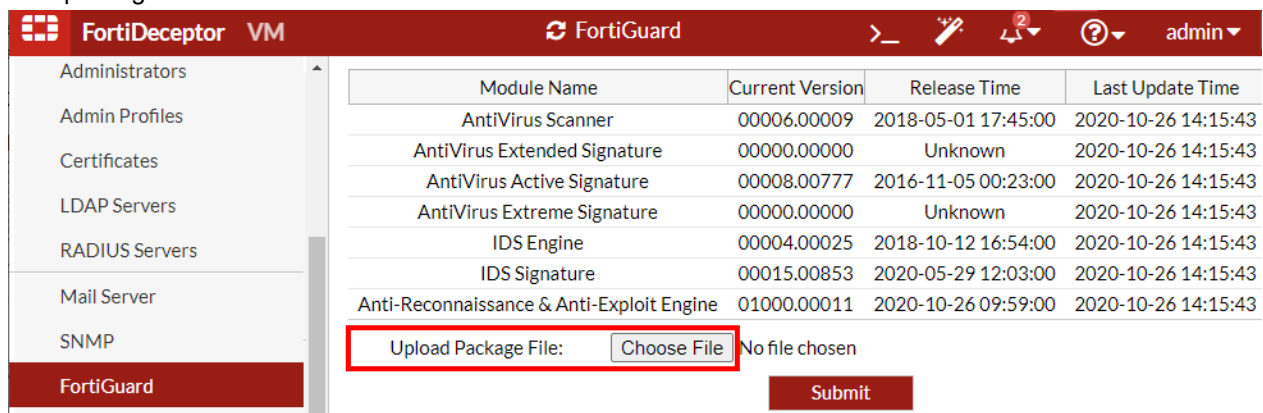 FortiDeceptor VM FortiGuard >_ 2 ? admin
Administrators
Admin Profiles
Certificates
LDAP Servers
RADIUS Servers
Mail Server
SNMP
FortiGuard
Module Name Current Version Release Time Last Update Time
AntiVirus Scanner 00006.00009 2018-05-01 17:45:00 2020-10-26 14:15:43
AntiVirus Extended Signature 00000.00000 Unknown 2020-10-26 14:15:43
AntiVirus Active Signature 00008.00777 2016-11-05 00:23:00 2020-10-26 14:15:43
AntiVirus Extreme Signature 00000.00000 Unknown 2020-10-26 14:15:43
IDS Engine 00004.00025 2018-10-12 16:54:00 2020-10-26 14:15:43
IDS Signature 00015.00853 2020-05-29 12:03:00 2020-10-26 14:15:43
Anti-Reconnaissance & Anti-Exploit Engine 01000.00011 2020-10-26 09:59:00 2020-10-26 14:15:43
Upload Package File: Choose File No file chosen
Submit